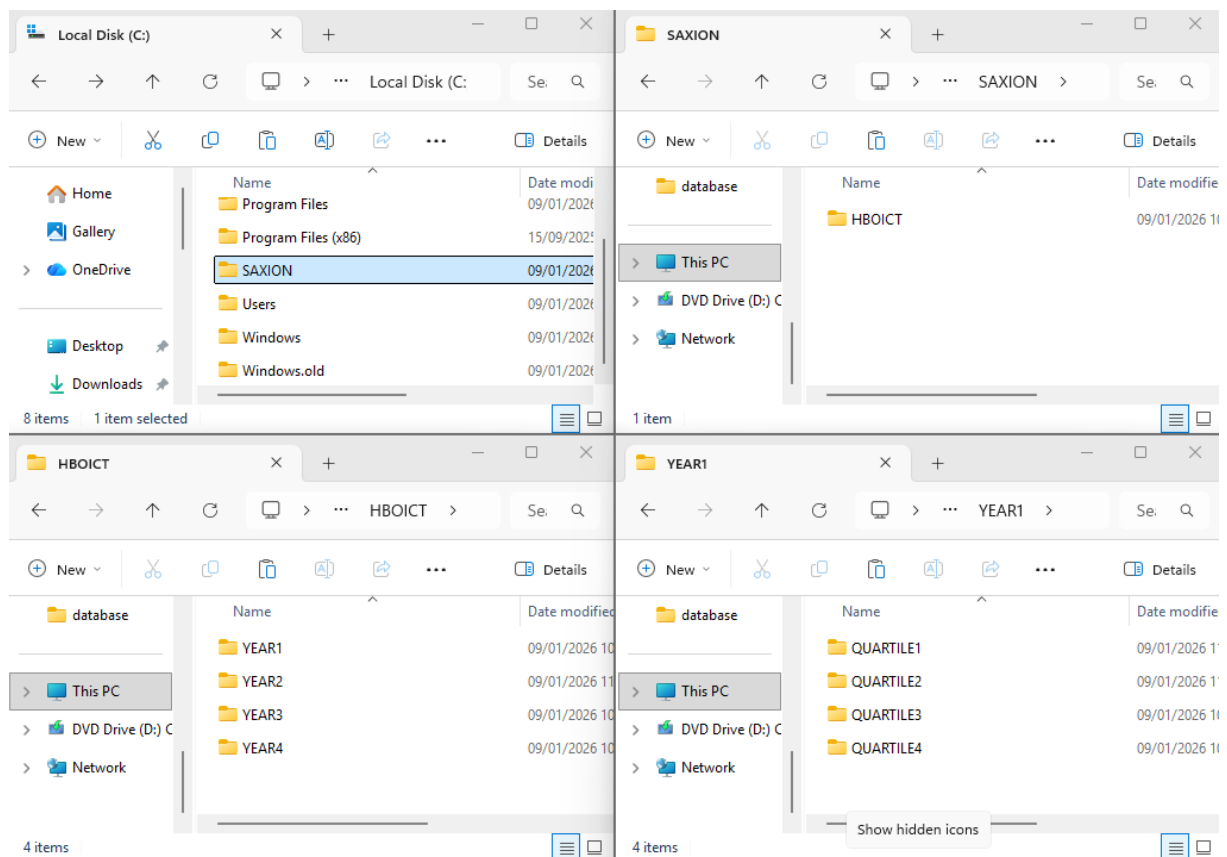 Local Disk (C:)
Local Disk (C:
Se
New
Details
Home
Gallery
OneDrive
Desktop
Downloads
Name
Date modi
Program Files
09/01/2026
Program Files (x86)
15/09/2025
SAXION
09/01/2026
Users
09/01/2026
Windows
09/01/2026
Windows.old
09/01/2026
8 items
1 item selected
SAXION
SAXION
Se
New
Details
database
This PC
DVD Drive (D:) C
Network
Name
Date modifie
HBOICT
09/01/2026 10
1 item
HBOICT
HBOICT
Se
New
Details
database
This PC
DVD Drive (D:) C
Network
Name
Date modified
YEAR1
09/01/2026 10
YEAR2
09/01/2026 11
YEAR3
09/01/2026 10
YEAR4
09/01/2026 10
4 items
YEAR1
YEAR1
Se
New
Details
database
This PC
DVD Drive (D:) C
Network
Name
Date modifie
QUARTILE1
09/01/2026 11
QUARTILE2
09/01/2026 11
QUARTILE3
09/01/2026 10
QUARTILE4
09/01/2026 10
Show hidden icons
4 items